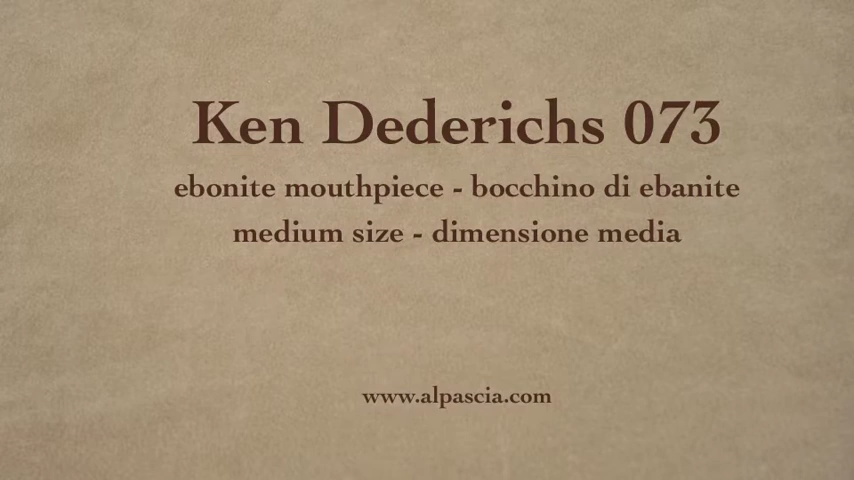 Ken Dederichs 073
ebonite mouthpiece - bocchino di ebanite
medium size - dimensione media
www.alpascia.com